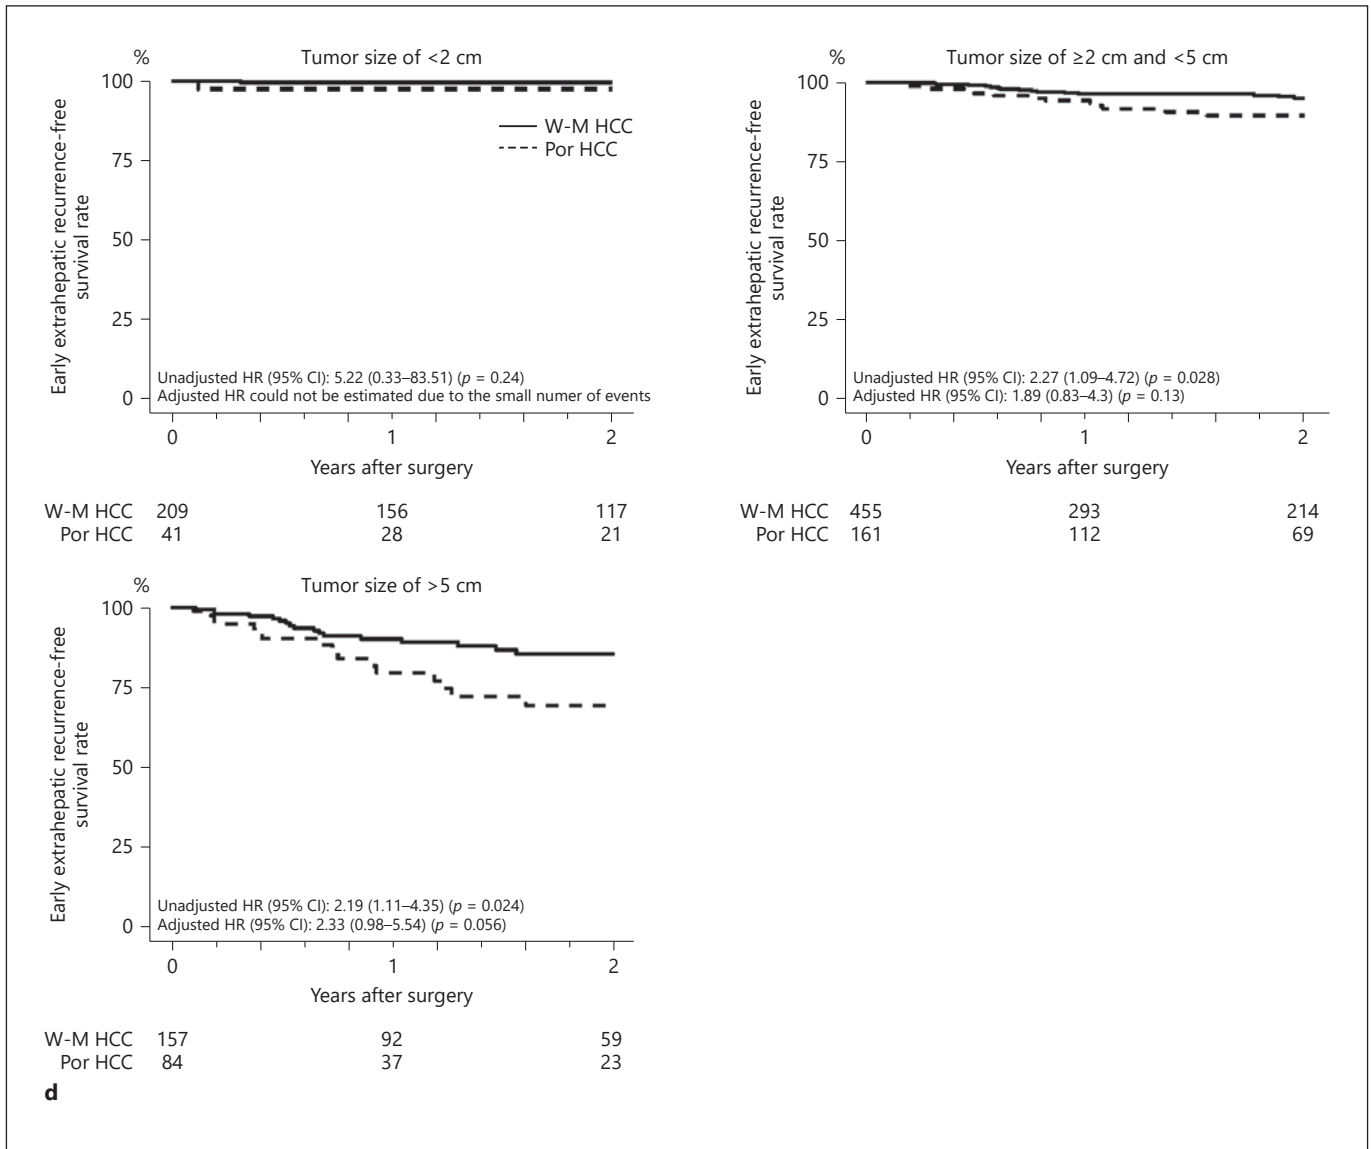 % Tumor size of <2 cm
100
75
50
25
0
Early extrahepatic recurrence-free
survival rate
W-M HCC
Por HCC
Unadjusted HR (95% CI): 5.22 (0.33–83.51) (p = 0.24)
Adjusted HR could not be estimated due to the small numer of events
0 1 2
Years after surgery
W-M HCC 209 156 117
Por HCC 41 28 21
% Tumor size of ≥2 cm and <5 cm
100
75
50
25
0
Early extrahepatic recurrence-free
survival rate
Unadjusted HR (95% CI): 2.27 (1.09–4.72) (p = 0.028)
Adjusted HR (95% CI): 1.89 (0.83–4.3) (p = 0.13)
0 1 2
Years after surgery
W-M HCC 455 293 214
Por HCC 161 112 69
% Tumor size of >5 cm
100
75
50
25
0
Early extrahepatic recurrence-free
survival rate
Unadjusted HR (95% CI): 2.19 (1.11–4.35) (p = 0.024)
Adjusted HR (95% CI): 2.33 (0.98–5.54) (p = 0.056)
0 1 2
Years after surgery
W-M HCC 157 92 59
Por HCC 84 37 23
d